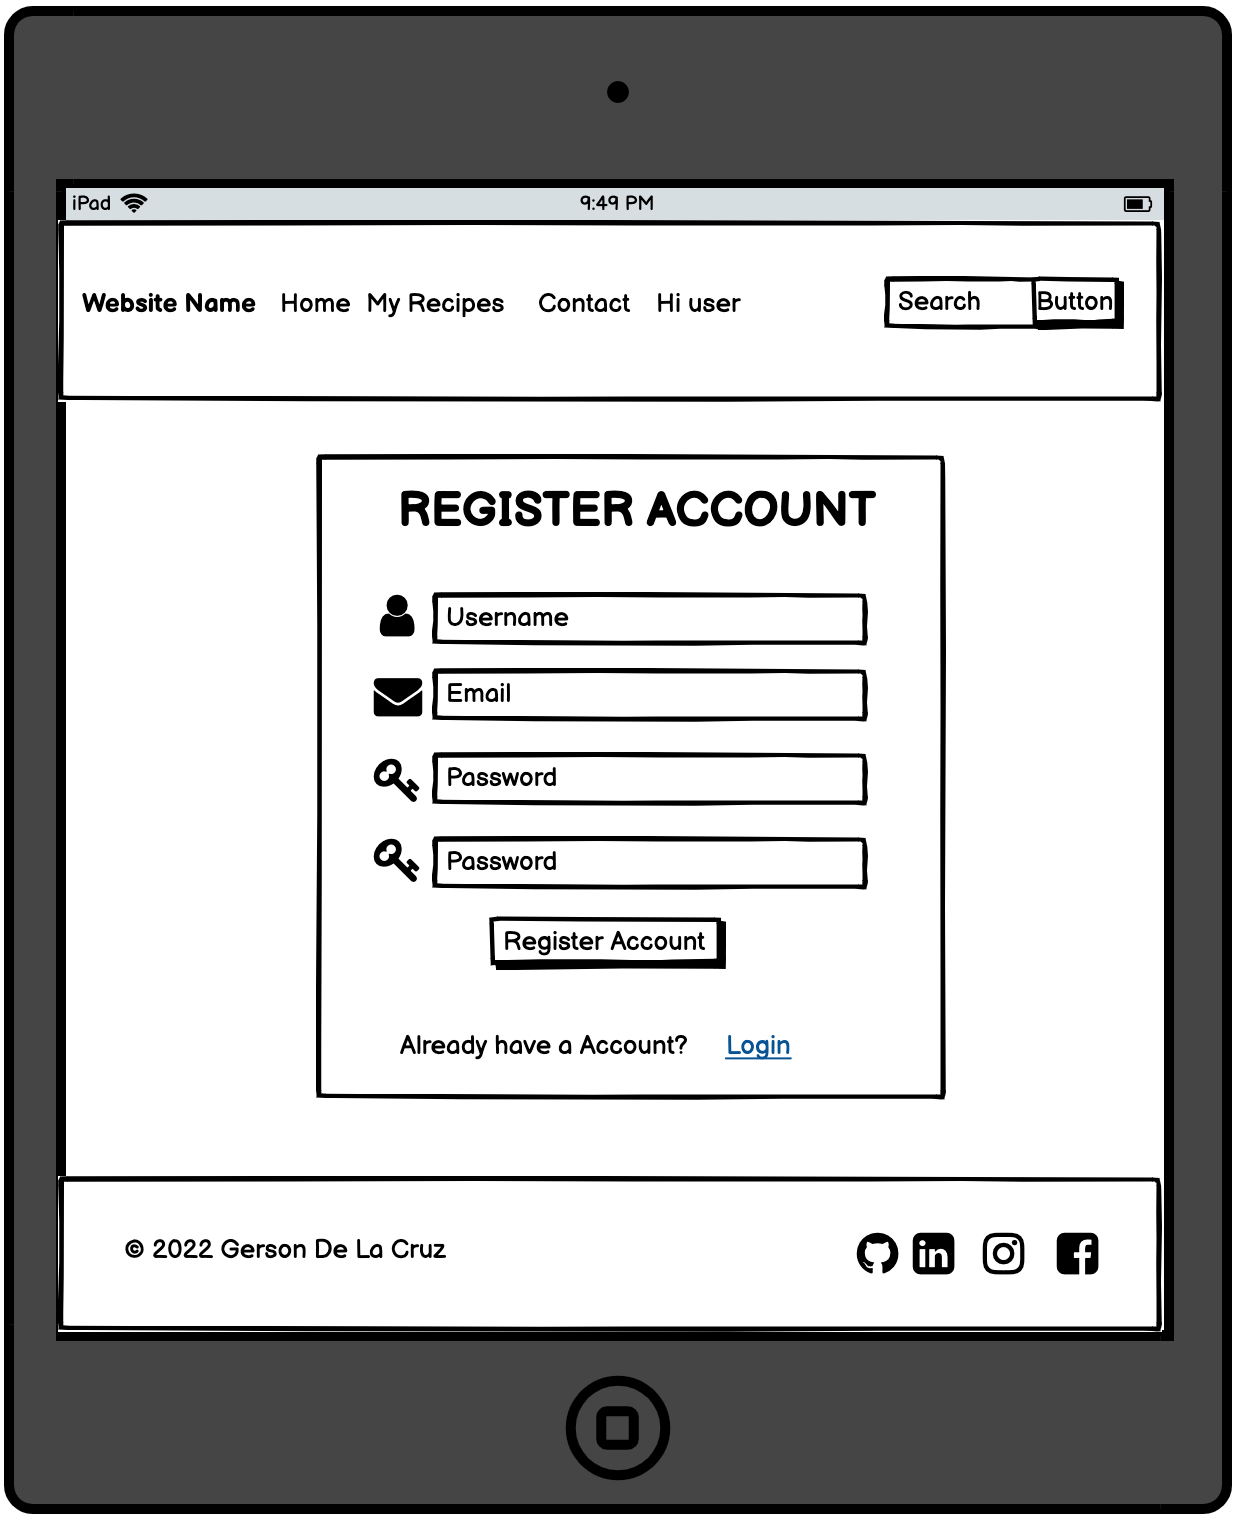 iPad 9:49 PM
Website Name Home My Recipes Contact Hi user Search Button
REGISTER ACCOUNT
Username
Email
Password
Password
Register Account
Already have a Account? Login
© 2022 Gerson De La Cruz